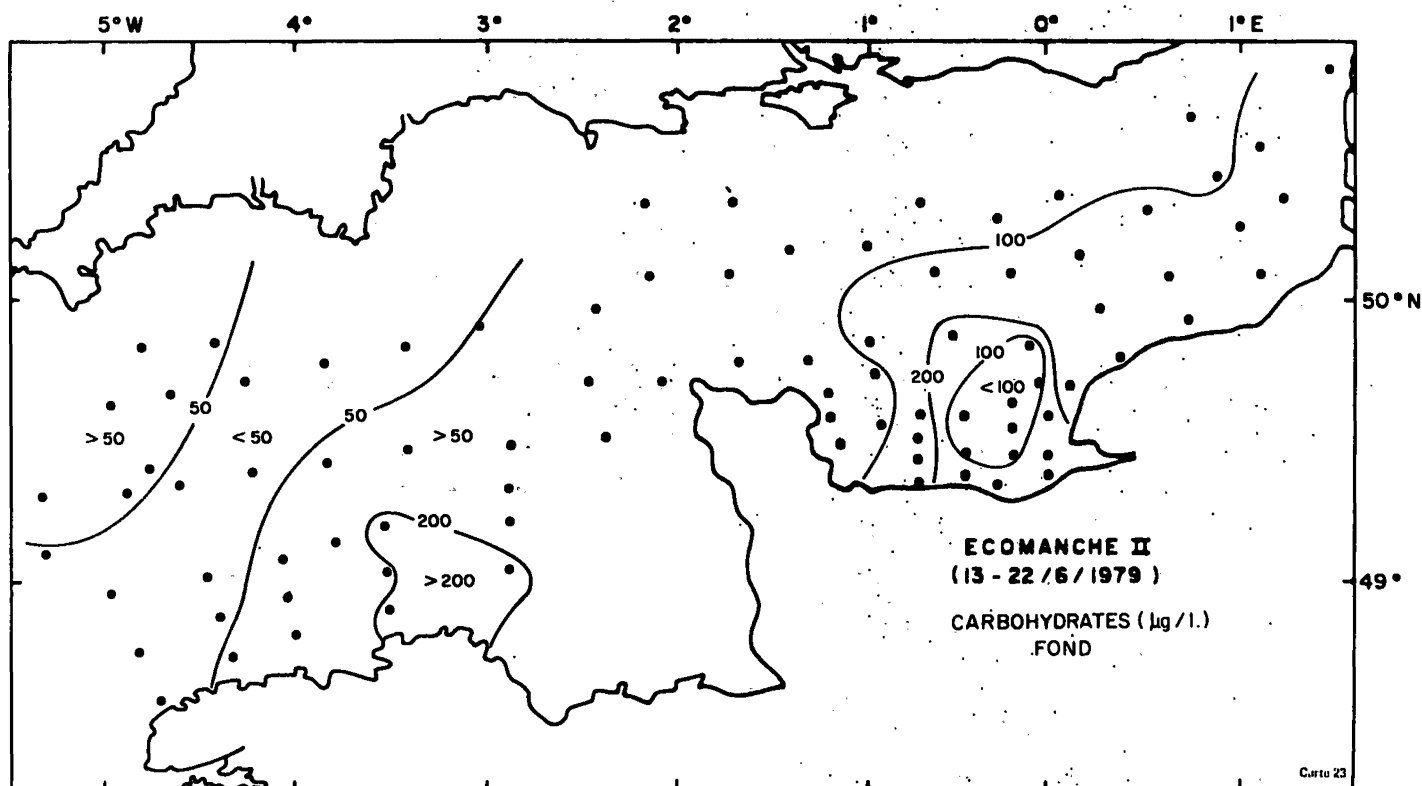 5° W 4° 3° 2° 1° 0° 1° E
100
50° N
100
200
<100
50
50
>50
<50
>50
200
ECOMANCHE II
(13 - 22 /6/ 1979 )
>200
49°
CARBOHYDRATES (µg/l.)
.FOND
Carte 23